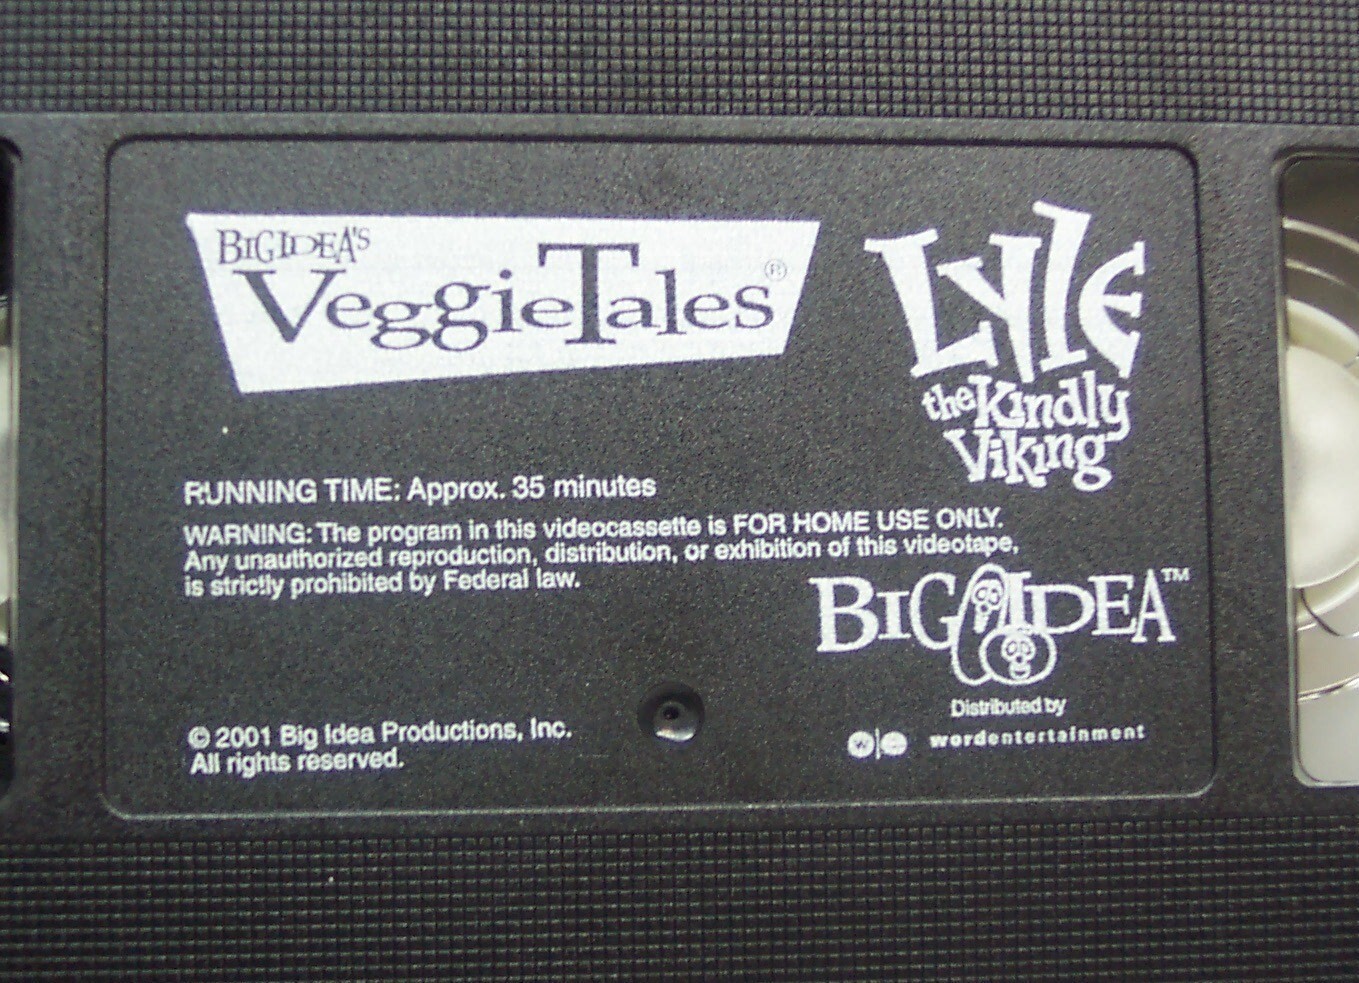 BIG IDEA'S
VeggieTales®
LYLE
the Kindly
Viking
RUNNING TIME: Approx. 35 minutes
WARNING: The program in this videocassette is FOR HOME USE ONLY.
Any unauthorized reproduction, distribution, or exhibition of this videotape,
is strictly prohibited by Federal law.
BIG IDEA™
Distributed by
w|e wordentertainment
© 2001 Big Idea Productions, Inc.
All rights reserved.